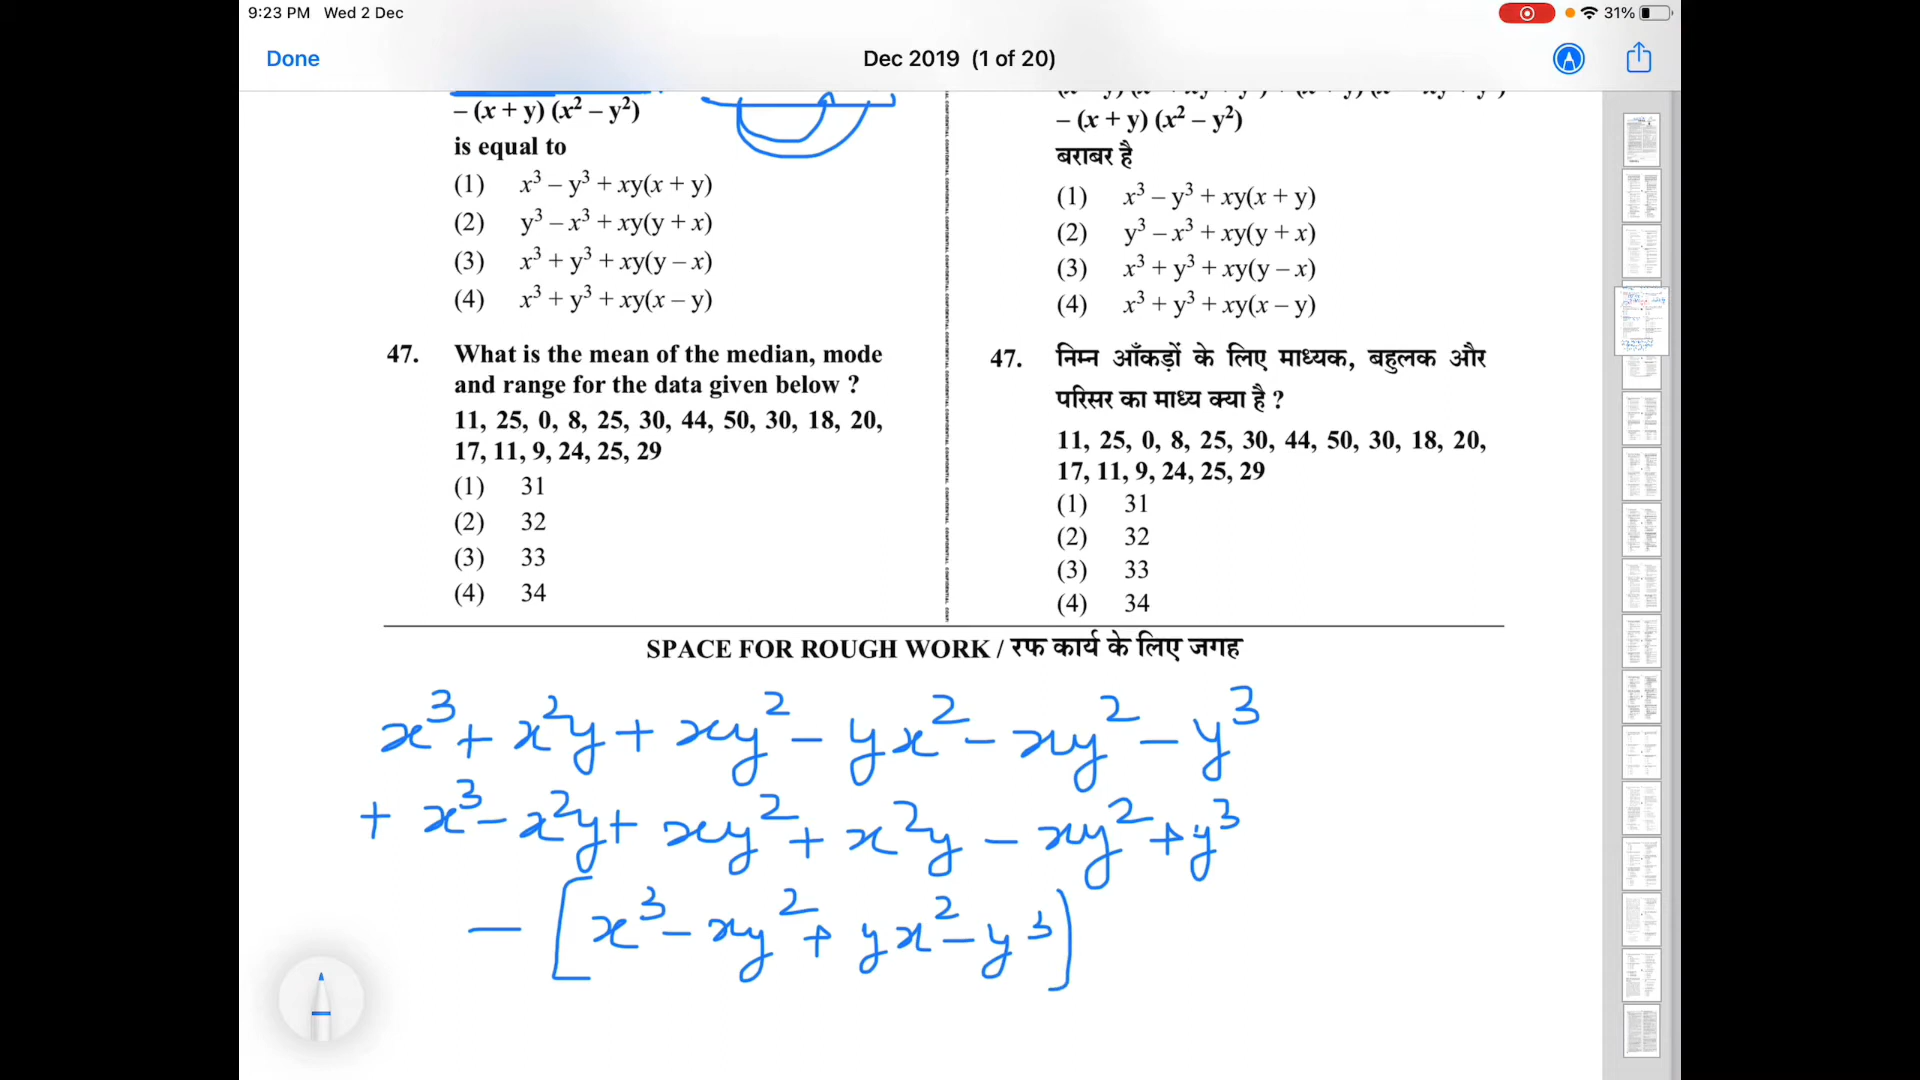 9:23 PM Wed 2 Dec
31%
Done
Dec 2019 (1 of 20)
– (x + y) (x² – y²)
is equal to
(1) x³ – y³ + xy(x + y)
(2) y³ – x³ + xy(y + x)
(3) x³ + y³ + xy(y – x)
(4) x³ + y³ + xy(x – y)
47. What is the mean of the median, mode
and range for the data given below ?
11, 25, 0, 8, 25, 30, 44, 50, 30, 18, 20,
17, 11, 9, 24, 25, 29
(1) 31
(2) 32
(3) 33
(4) 34
– (x + y) (x² – y²)
बराबर है
(1) x³ – y³ + xy(x + y)
(2) y³ – x³ + xy(y + x)
(3) x³ + y³ + xy(y – x)
(4) x³ + y³ + xy(x – y)
47. निम्न आँकड़ों के लिए माध्यक, बहुलक और
परिसर का माध्य क्या है ?
11, 25, 0, 8, 25, 30, 44, 50, 30, 18, 20,
17, 11, 9, 24, 25, 29
(1) 31
(2) 32
(3) 33
(4) 34
SPACE FOR ROUGH WORK / रफ कार्य के लिए जगह
x³ + x²y + xy² – yx² – xy² – y³
+ x³ – x²y + xy² + x²y – xy² + y³
– [x³ – xy² + yx² – y³]